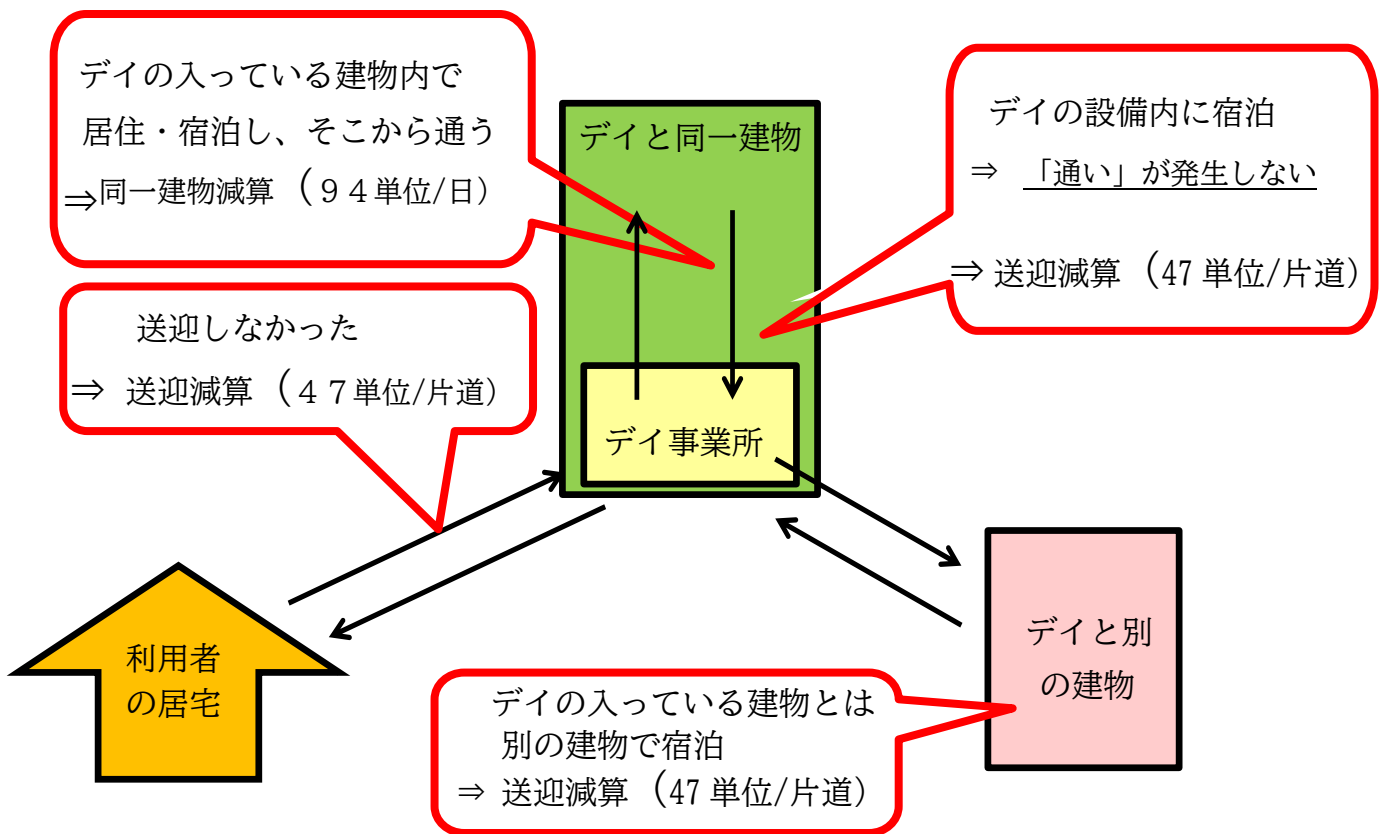 デイの入っている建物内で
居住・宿泊し、そこから通う
⇒同一建物減算（９４単位/日）
デイと同一建物
デイの設備内に宿泊
⇒ 「通い」が発生しない
⇒ 送迎減算（47 単位/片道）
送迎しなかった
⇒ 送迎減算（４７単位/片道）
デイ事業所
利用者
の居宅
デイと別
の建物
デイの入っている建物とは
別の建物で宿泊
⇒ 送迎減算（47 単位/片道）